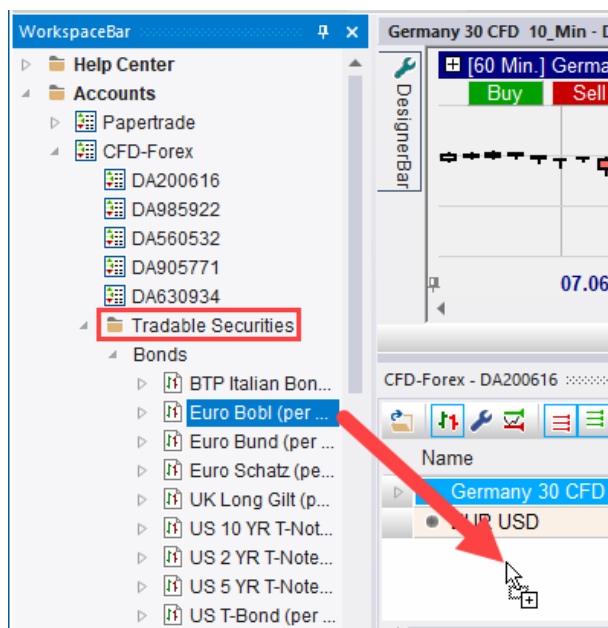 WorkspaceBar
Help Center
Accounts
Papertrade
CFD-Forex
DA200616
DA985922
DA560532
DA905771
DA630934
Tradable Securities
Bonds
BTP Italian Bon...
Euro Bobl (per ...
Euro Bund (per ...
Euro Schatz (pe...
UK Long Gilt (p...
US 10 YR T-Not...
US 2 YR T-Note...
US 5 YR T-Note...
US T-Bond (per ...
Germany 30 CFD 10_Min -
DesignerBar
[60 Min.] Germa
Buy Sell
07.06
CFD-Forex - DA200616
Name
Germany 30 CFD
USD